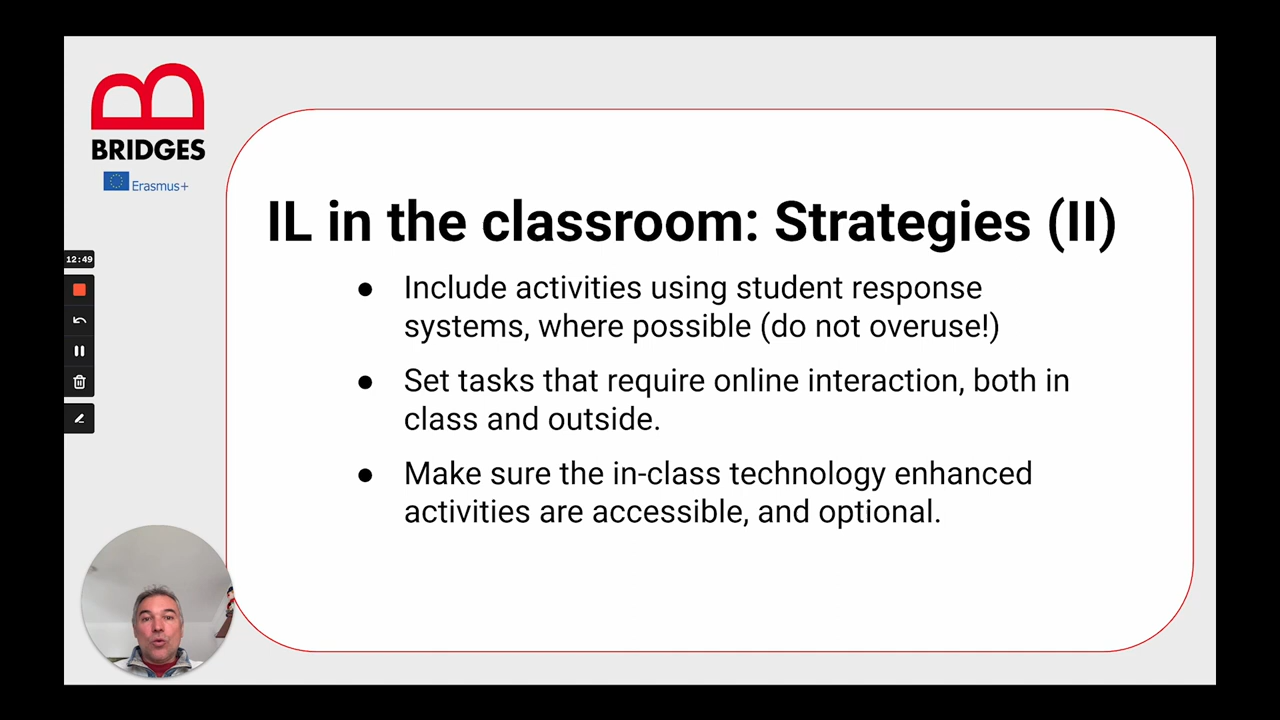 BRIDGES
Erasmus+
12:49
IL in the classroom: Strategies (II)
● Include activities using student response
systems, where possible (do not overuse!)
● Set tasks that require online interaction, both in
class and outside.
● Make sure the in-class technology enhanced
activities are accessible, and optional.